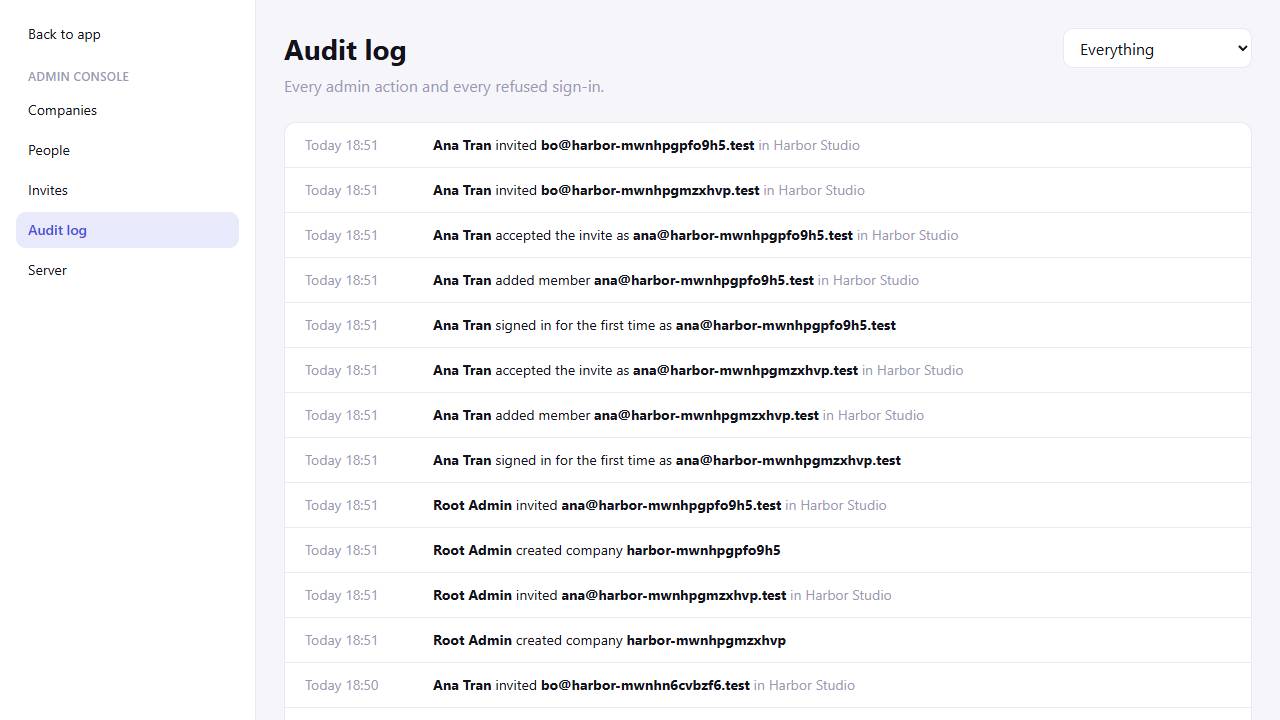 Back to app
ADMIN CONSOLE
Companies
People
Invites
Audit log
Server
Audit log
Everything
Every admin action and every refused sign-in.
Today 18:51 Ana Tran invited bo@harbor-mwnhpgpfo9h5.test in Harbor Studio
Today 18:51 Ana Tran invited bo@harbor-mwnhpgmzxhvp.test in Harbor Studio
Today 18:51 Ana Tran accepted the invite as ana@harbor-mwnhpgpfo9h5.test in Harbor Studio
Today 18:51 Ana Tran added member ana@harbor-mwnhpgpfo9h5.test in Harbor Studio
Today 18:51 Ana Tran signed in for the first time as ana@harbor-mwnhpgpfo9h5.test
Today 18:51 Ana Tran accepted the invite as ana@harbor-mwnhpgmzxhvp.test in Harbor Studio
Today 18:51 Ana Tran added member ana@harbor-mwnhpgmzxhvp.test in Harbor Studio
Today 18:51 Ana Tran signed in for the first time as ana@harbor-mwnhpgmzxhvp.test
Today 18:51 Root Admin invited ana@harbor-mwnhpgpfo9h5.test in Harbor Studio
Today 18:51 Root Admin created company harbor-mwnhpgpfo9h5
Today 18:51 Root Admin invited ana@harbor-mwnhpgmzxhvp.test in Harbor Studio
Today 18:51 Root Admin created company harbor-mwnhpgmzxhvp
Today 18:50 Ana Tran invited bo@harbor-mwnhn6cvbzf6.test in Harbor Studio